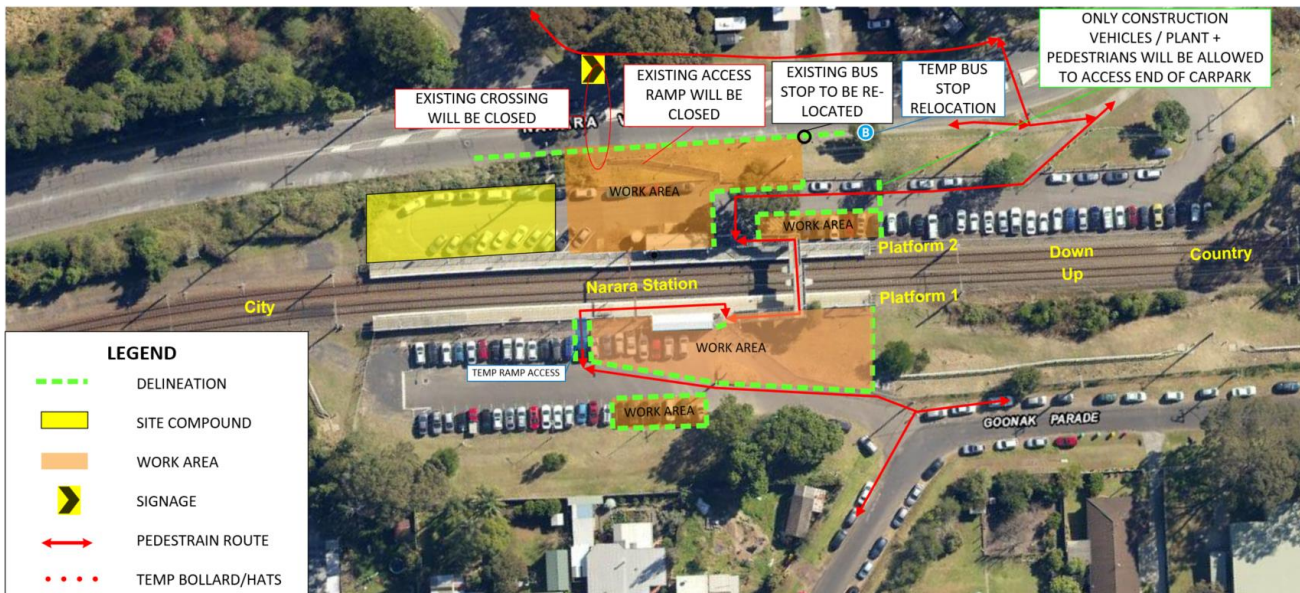 ONLY CONSTRUCTION
VEHICLES / PLANT +
PEDESTRIANS WILL BE ALLOWED
TO ACCESS END OF CARPARK
EXISTING CROSSING
WILL BE CLOSED
EXISTING ACCESS
RAMP WILL BE
CLOSED
EXISTING BUS
STOP TO BE RE-
LOCATED
TEMP BUS
STOP
RELOCATION
B
WORK AREA
WORK AREA
Platform 2
Down
Country
Up
City
Narara Station
Platform 1
WORK AREA
TEMP RAMP ACCESS
WORK AREA
GOONAK PARADE
LEGEND
DELINEATION
SITE COMPOUND
WORK AREA
SIGNAGE
PEDESTRAIN ROUTE
TEMP BOLLARD/HATS